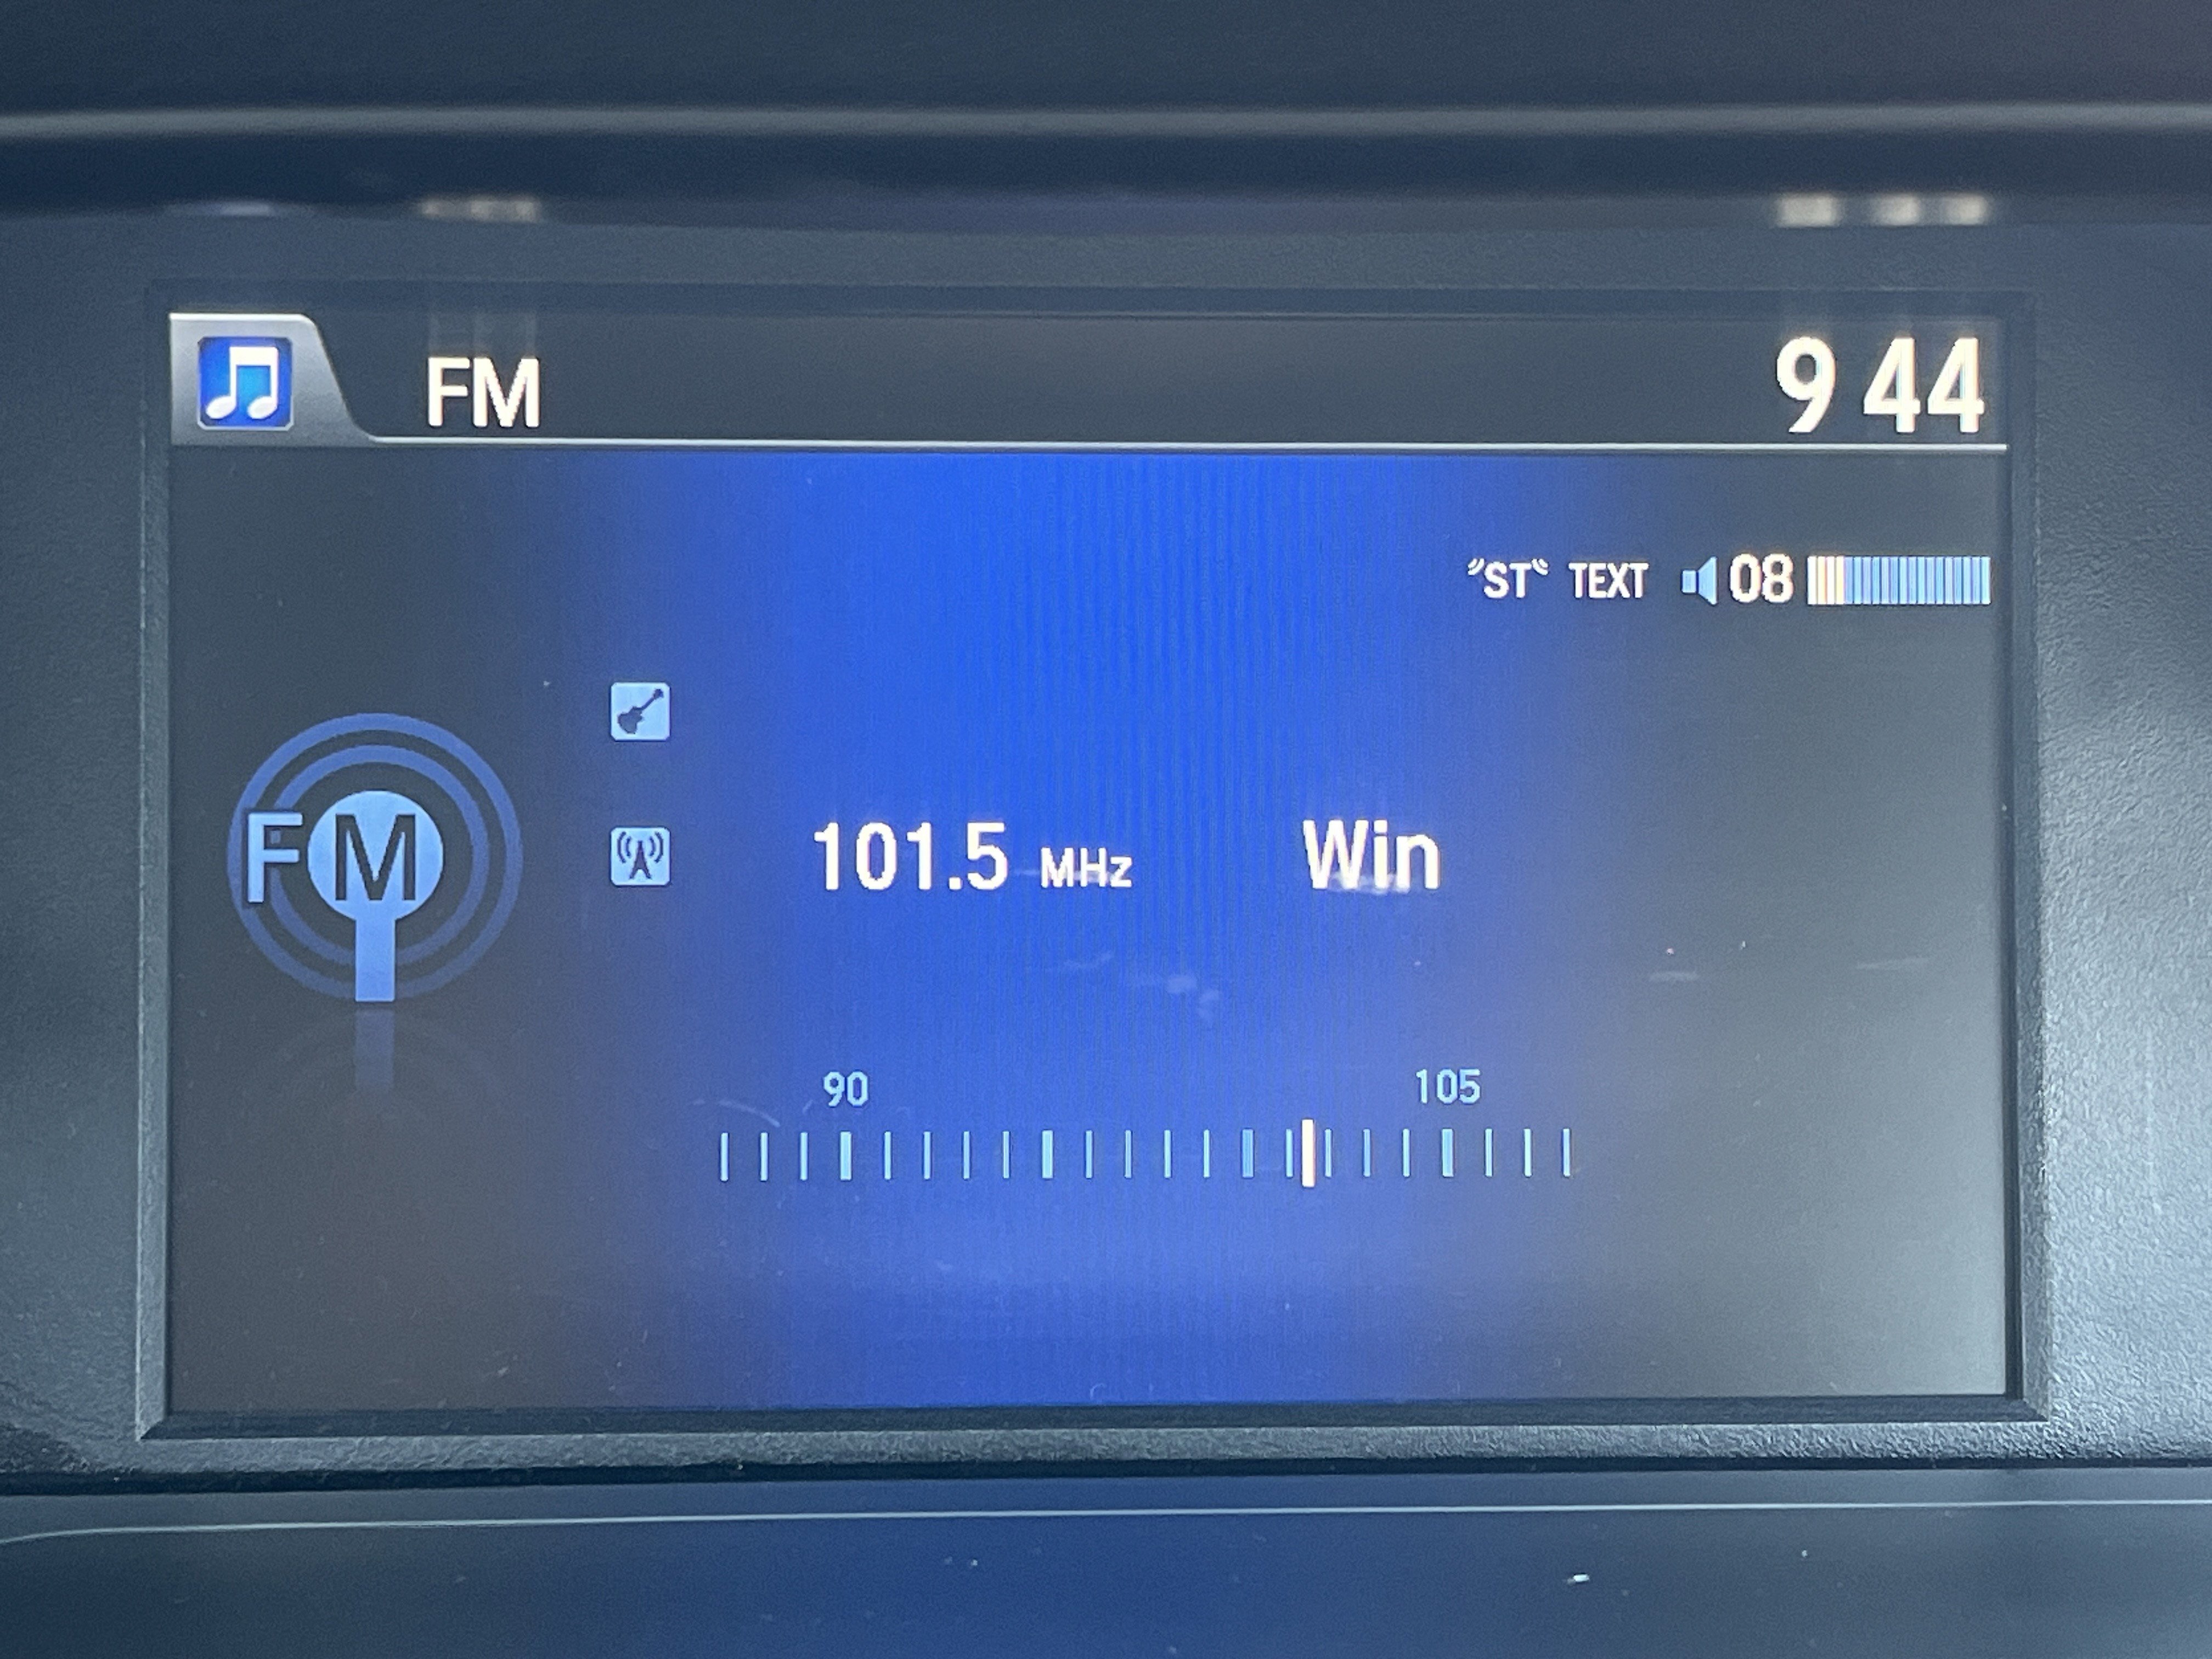 FM
9 44
ST TEXT 08
FM
101.5 MHz Win
90 105